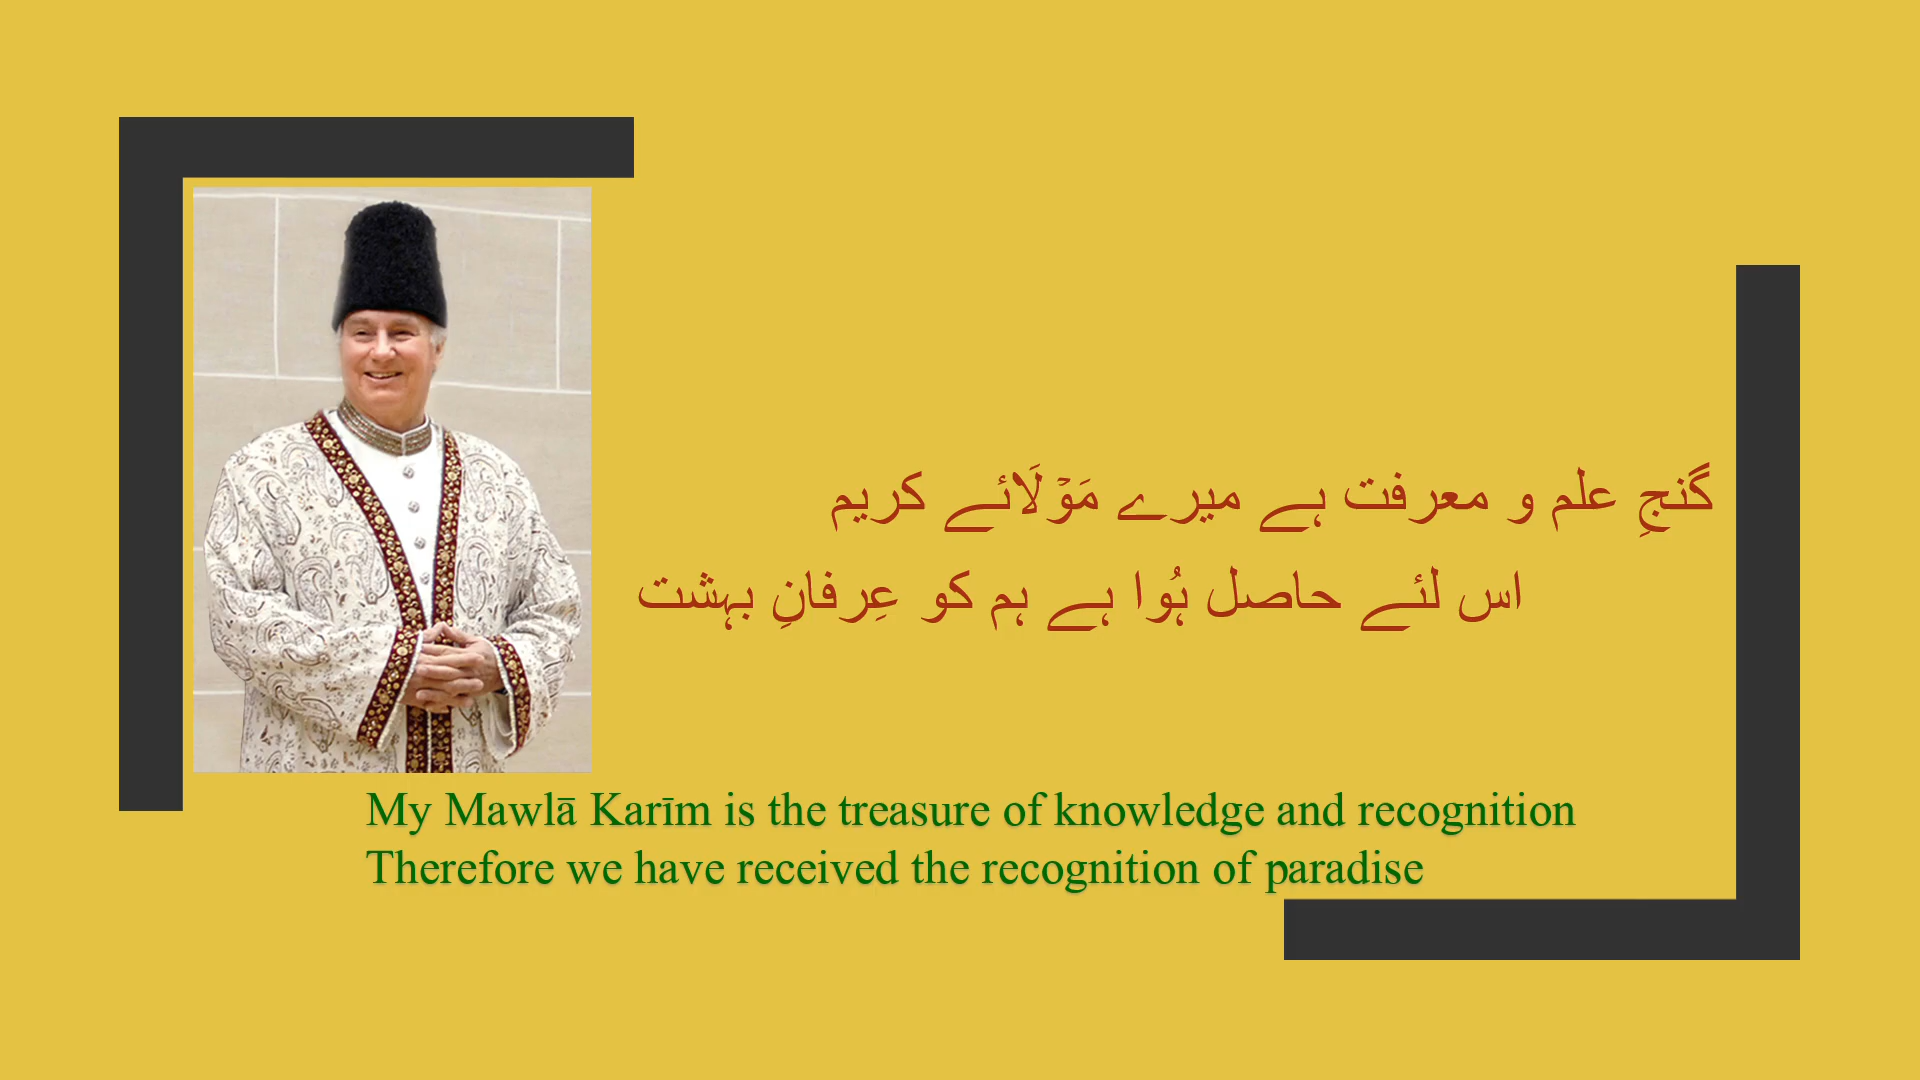 گنجِ علم و معرفت ہے میرے مَوْلَائے کریم
اس لئے حاصل ہُوا ہے ہم کو عِرفانِ بہشت
My Mawlā Karīm is the treasure of knowledge and recognition
Therefore we have received the recognition of paradise